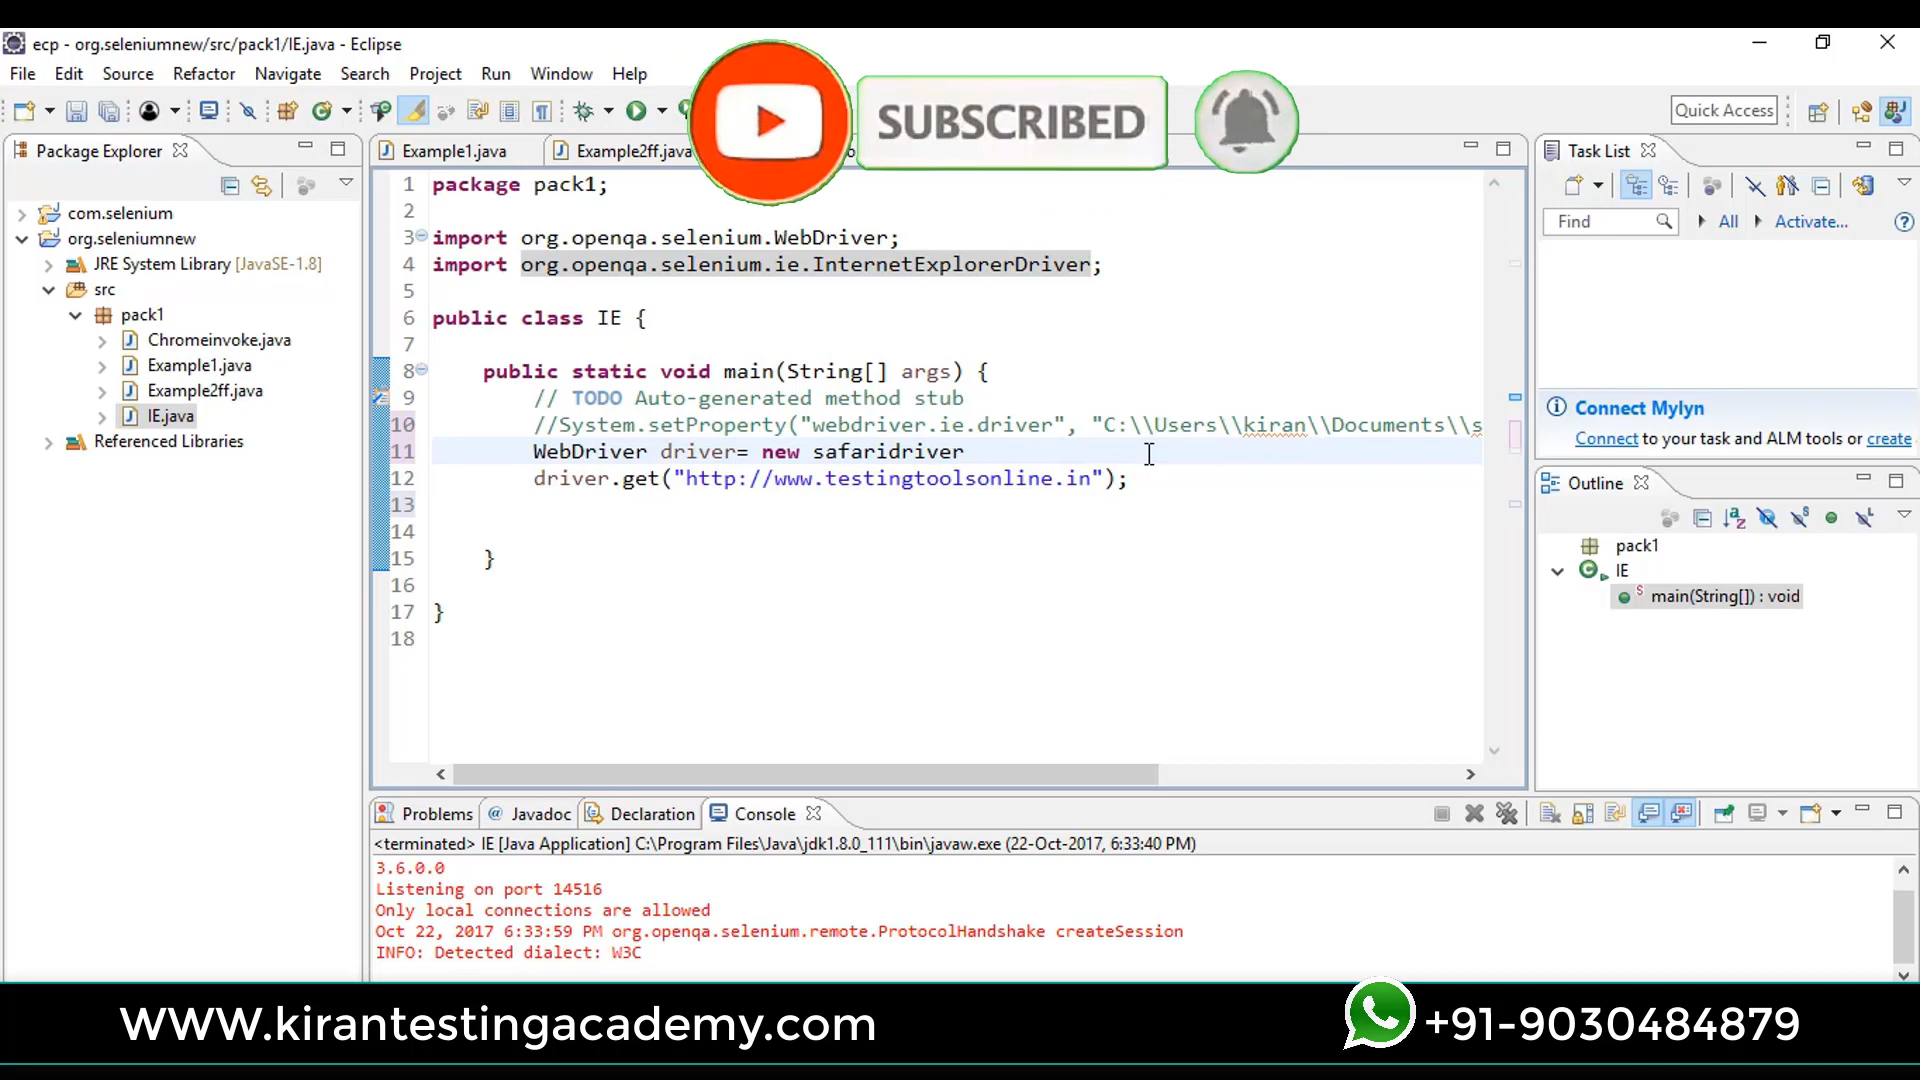 ecp - org.seleniumnew/src/pack1/IE.java - Eclipse
File Edit Source Refactor Navigate Search Project Run Window Help
SUBSCRIBED
Quick Access
Package Explorer
Example1.java
Example2ff.java
Task List
com.selenium
org.seleniumnew
JRE System Library [JavaSE-1.8]
src
pack1
Chromeinvoke.java
Example1.java
Example2ff.java
IE.java
Referenced Libraries
1 package pack1;
2
3 import org.openqa.selenium.WebDriver;
4 import org.openqa.selenium.ie.InternetExplorerDriver;
5
6 public class IE {
7
8 public static void main(String[] args) {
9 // TODO Auto-generated method stub
10 //System.setProperty("webdriver.ie.driver", "C:\\Users\\kiran\\Documents\\s
11 WebDriver driver= new safaridriver
12 driver.get("http://www.testingtoolsonline.in");
13
14
15 }
16
17 }
18
Find All Activate...
Connect Mylyn
Connect to your task and ALM tools or create
Outline
pack1
IE
main(String[]) : void
Problems Javadoc Declaration Console
<terminated> IE [Java Application] C:\Program Files\Java\jdk1.8.0_111\bin\javaw.exe (22-Oct-2017, 6:33:40 PM)
3.6.0.0
Listening on port 14516
Only local connections are allowed
Oct 22, 2017 6:33:59 PM org.openqa.selenium.remote.ProtocolHandshake createSession
INFO: Detected dialect: W3C
WWW.kirantestingacademy.com
+91-9030484879